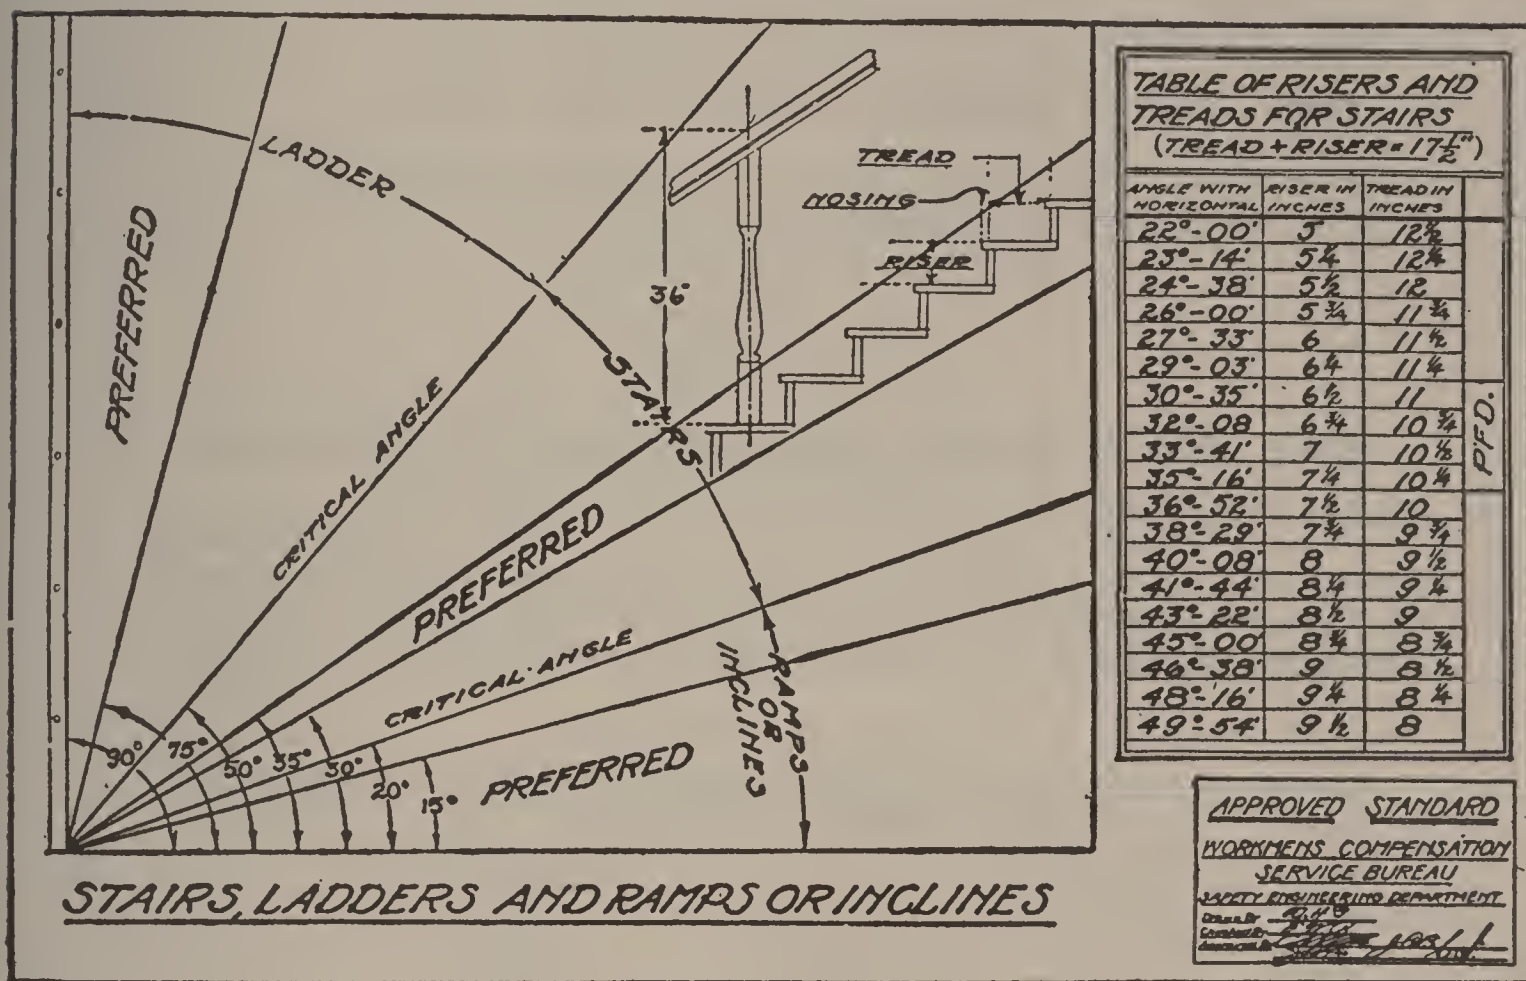 LADDER
PREFERRED
CRITICAL ANGLE
STAIRS
36"
TREAD
NOSING
RISER
PREFERRED
CRITICAL ANGLE
RAMPS
OR
INCLINES
PREFERRED
90°
75°
50°
35°
30°
20°
15°
STAIRS, LADDERS AND RAMPS OR INCLINES
TABLE OF RISERS AND
TREADS FOR STAIRS
(TREAD + RISER = 17½")
ANGLE WITH HORIZONTAL RISER IN INCHES TREAD IN INCHES
22°-00' 5 12½
23°-14' 5¼ 12¼
24°-38' 5½ 12
26°-00' 5¾ 11¾
27°-33' 6 11½
29°-03' 6¼ 11¼
30°-35' 6½ 11
32°-08 6¾ 10¾
33°-41' 7 10½
35°-16' 7¼ 10¼
36°-52' 7½ 10
38°-29' 7¾ 9¾
40°-08' 8 9½
41°-44' 8¼ 9¼
43°-22' 8½ 9
45°-00' 8¾ 8¾
46°-38' 9 8½
48°-16' 9¼ 8¼
49°-54' 9½ 8
PFD.
APPROVED STANDARD
WORKMENS COMPENSATION
SERVICE BUREAU
SAFETY ENGINEERING DEPARTMENT